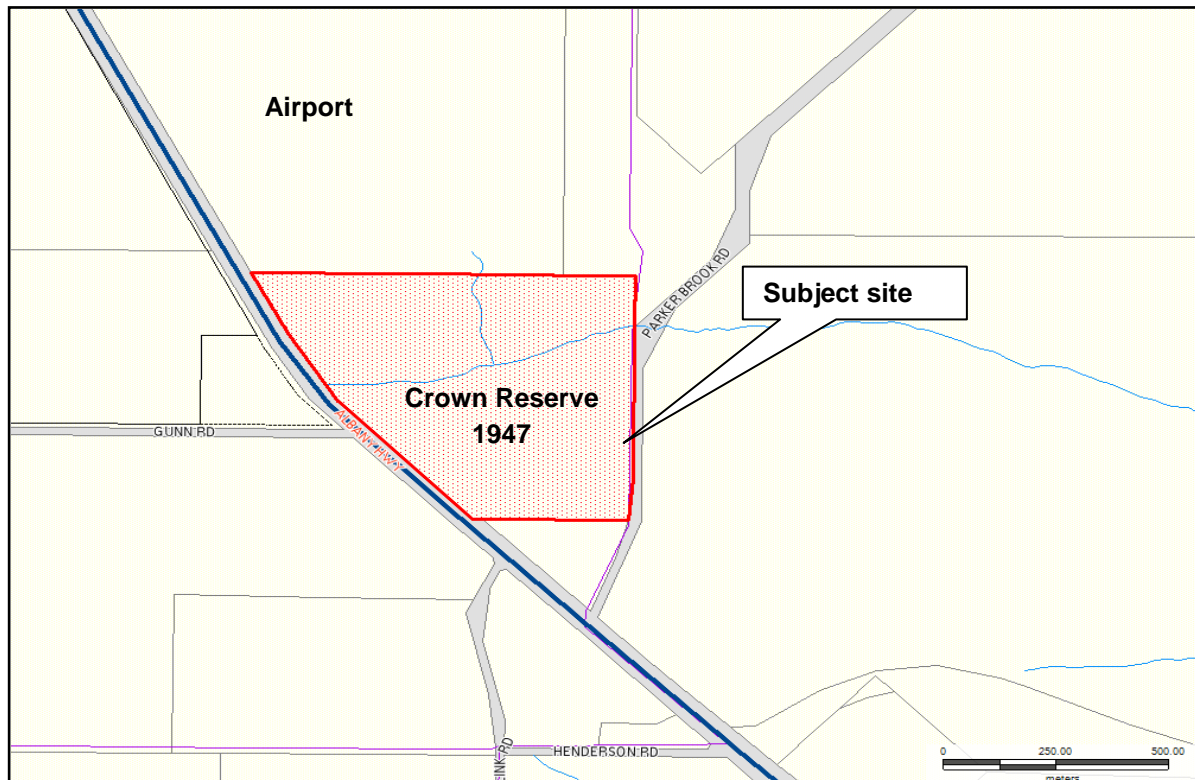 Airport
PARKER BROOK RD
Subject site
Crown Reserve
1947
ALBANY HWY
GUNN RD
HENDERSON RD
0 250.00 500.00
meters